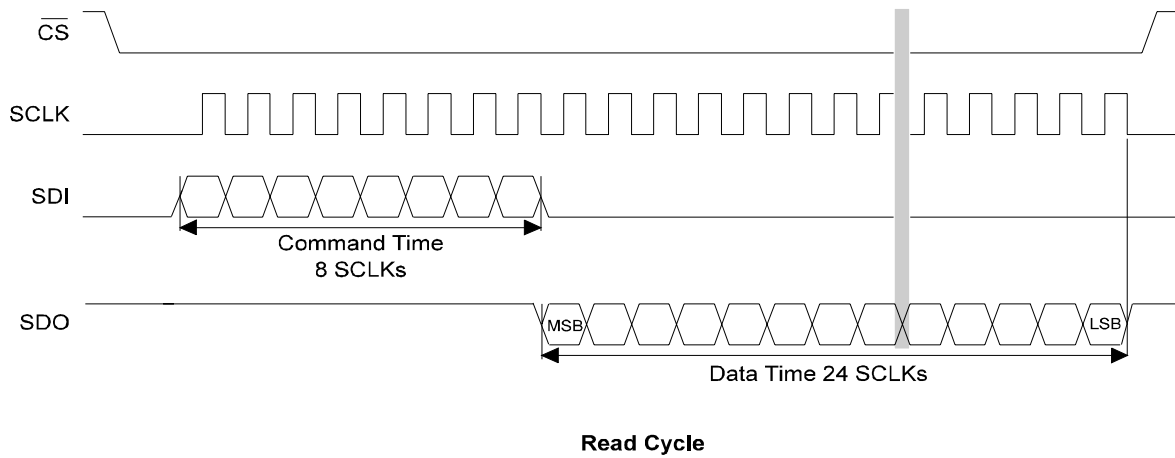 CS
SCLK
SDI
Command Time
8 SCLKs
SDO
MSB
LSB
Data Time 24 SCLKs
Read Cycle